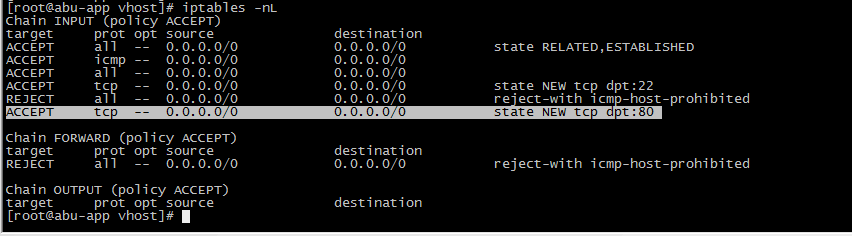 [root@abu-app vhost]# iptables -nL
Chain INPUT (policy ACCEPT)
target     prot opt source               destination
ACCEPT     all  --  0.0.0.0/0            0.0.0.0/0           state RELATED,ESTABLISHED
ACCEPT     icmp --  0.0.0.0/0            0.0.0.0/0
ACCEPT     all  --  0.0.0.0/0            0.0.0.0/0
ACCEPT     tcp  --  0.0.0.0/0            0.0.0.0/0           state NEW tcp dpt:22
REJECT     all  --  0.0.0.0/0            0.0.0.0/0           reject-with icmp-host-prohibited
ACCEPT     tcp  --  0.0.0.0/0            0.0.0.0/0           state NEW tcp dpt:80
Chain FORWARD (policy ACCEPT)
target     prot opt source               destination
REJECT     all  --  0.0.0.0/0            0.0.0.0/0           reject-with icmp-host-prohibited
Chain OUTPUT (policy ACCEPT)
target     prot opt source               destination
[root@abu-app vhost]#